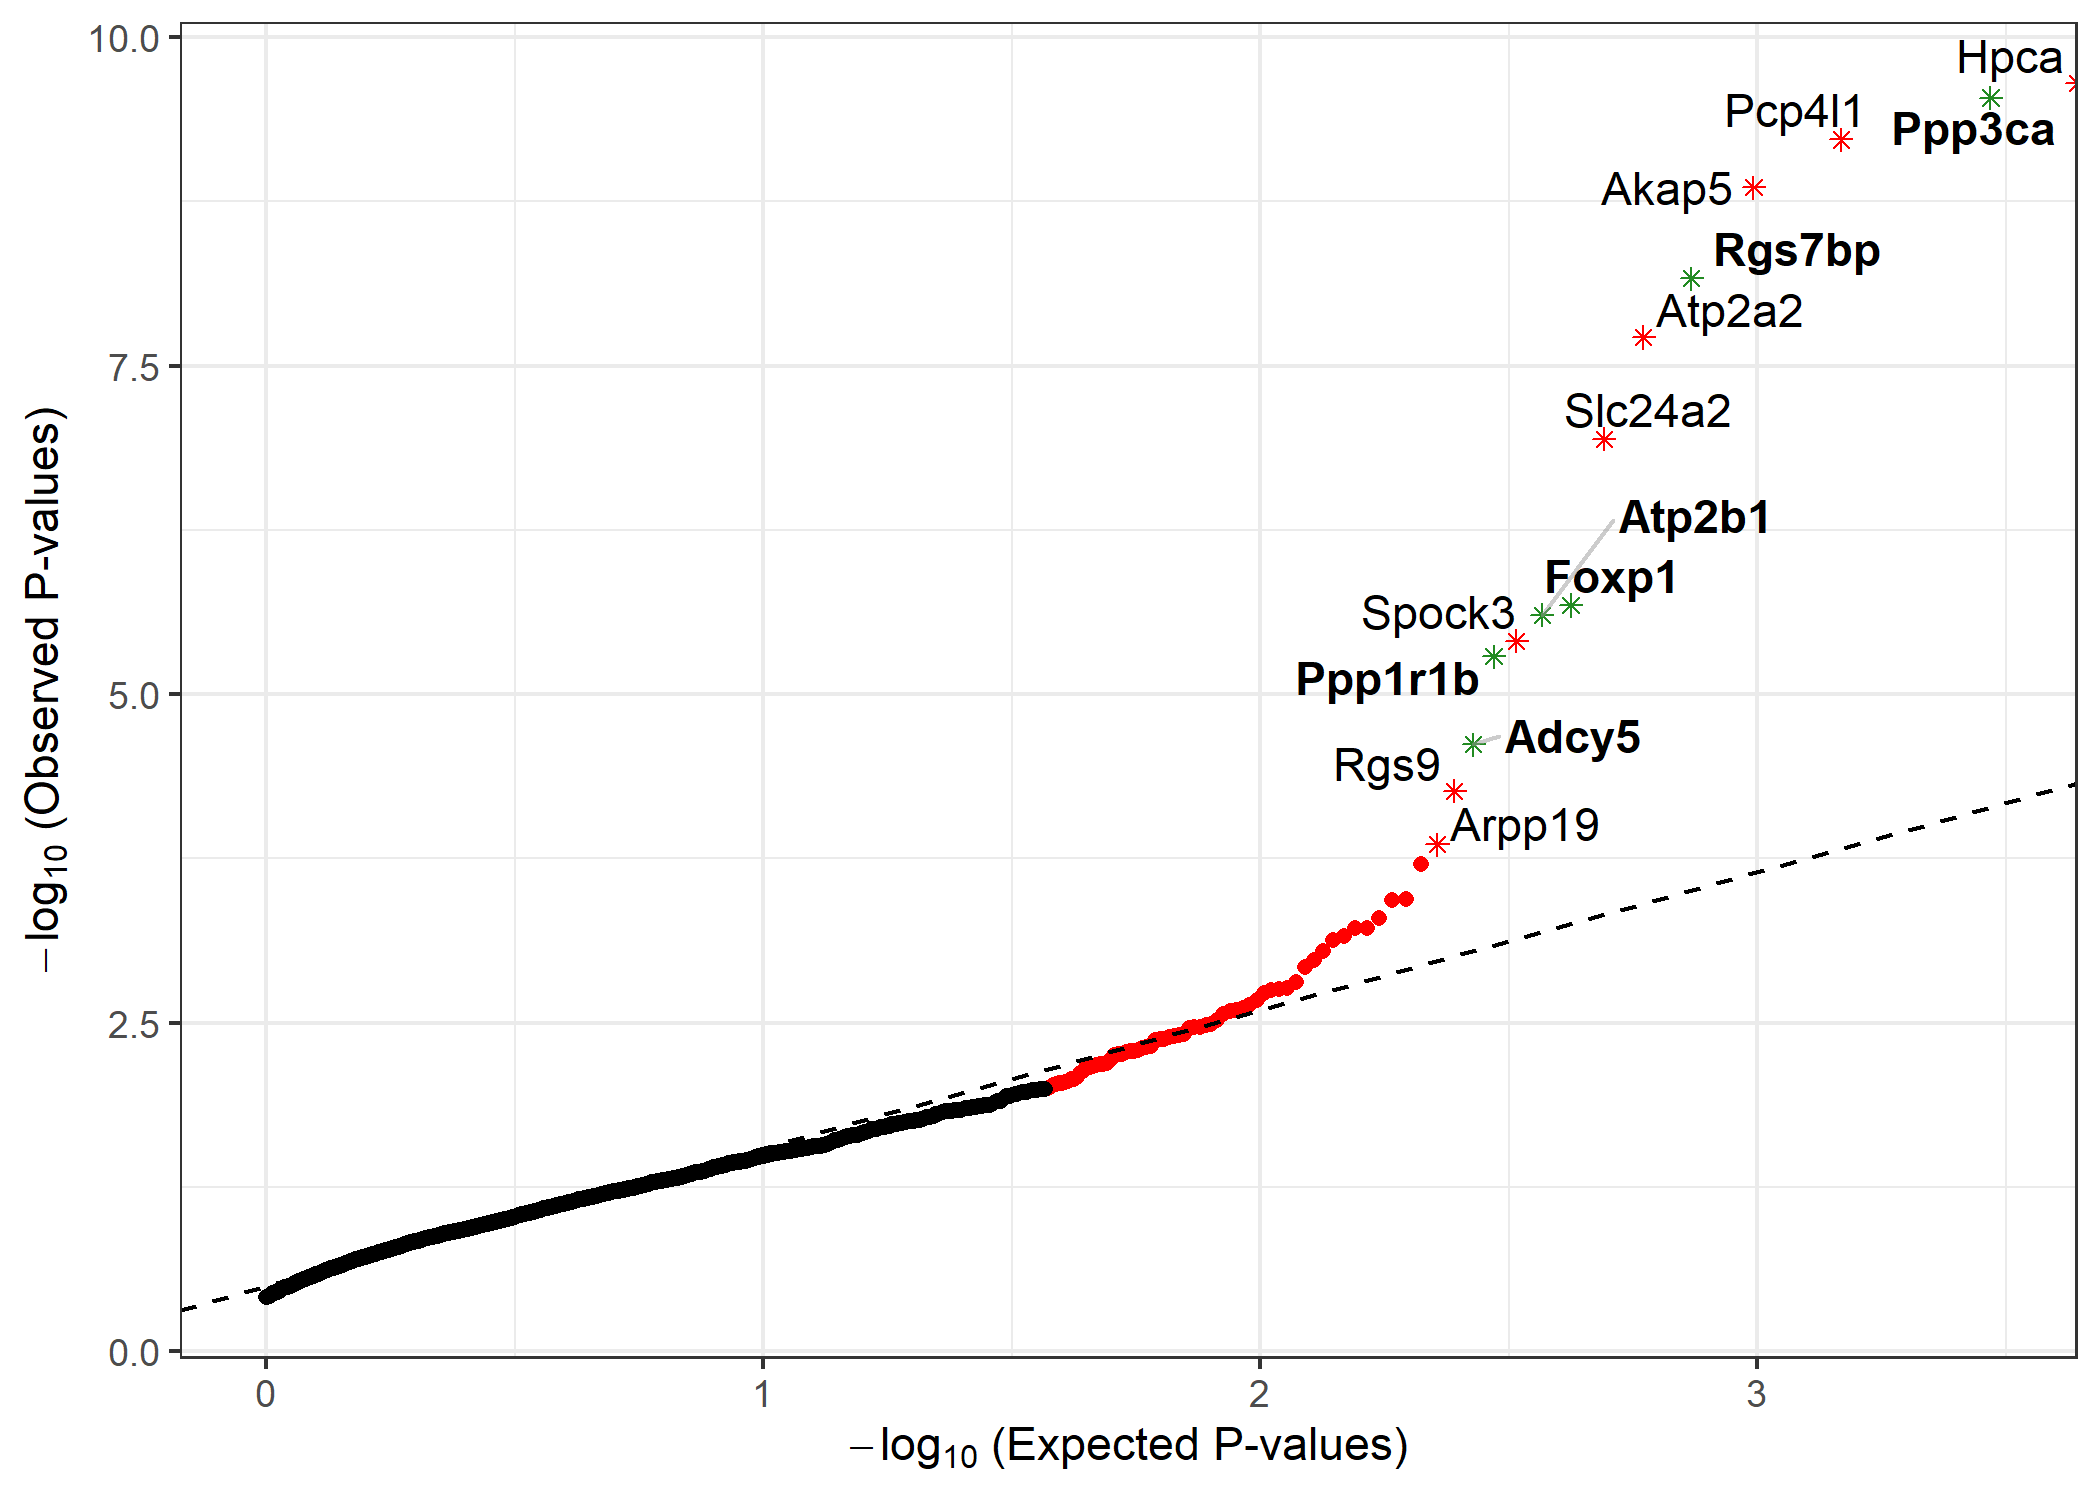 10.0
7.5
5.0
2.5
0.0
0
1
2
3
−log10 (Observed P-values)
−log10 (Expected P-values)
Hpca
Pcp4l1
Ppp3ca
Akap5
Rgs7bp
Atp2a2
Slc24a2
Atp2b1
Foxp1
Spock3
Ppp1r1b
Adcy5
Rgs9
Arpp19